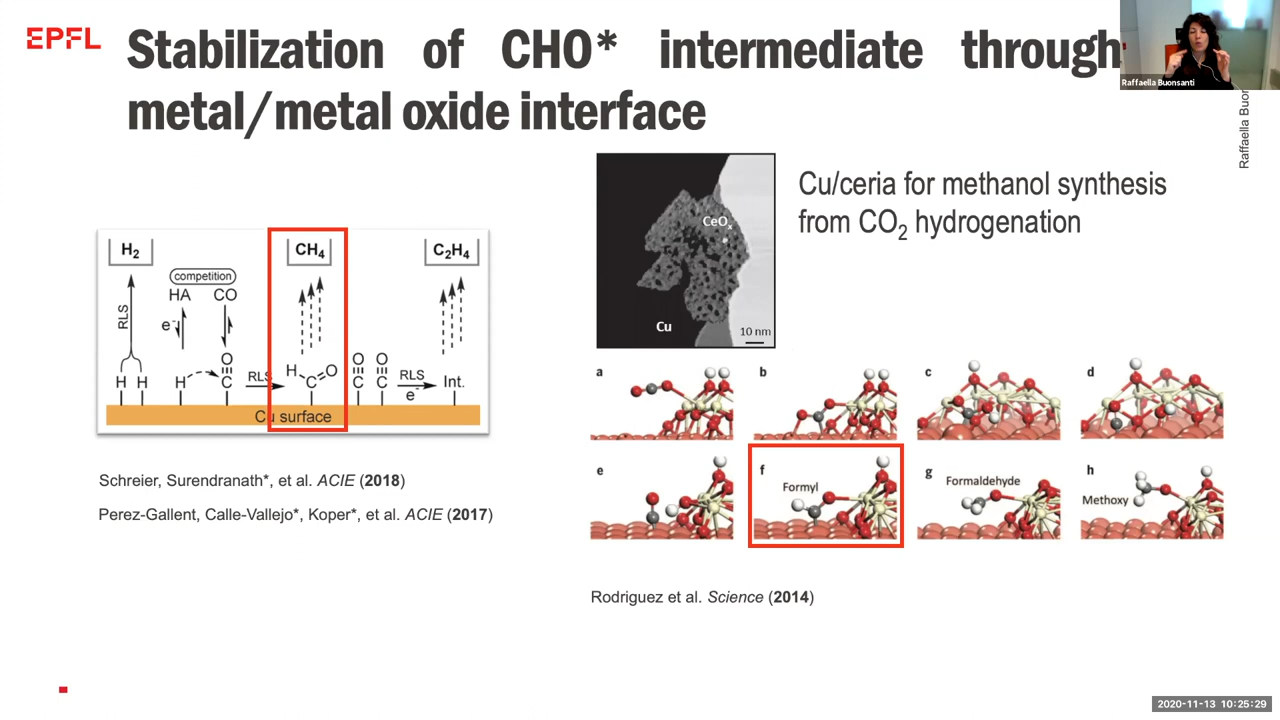 EPFL
Stabilization of CHO* intermediate through
metal/metal oxide interface
Raffaella Buonsanti
Raffaella Buon
H2
CH4
C2H4
competition
HA
CO
RLS
e-
O
C
H
H
H
C
O
RLS
H
C
O
O
O
C
C
RLS
e-
Int.
Cu surface
Schreier, Surendranath*, et al. ACIE (2018)
Perez-Gallent, Calle-Vallejo*, Koper*, et al. ACIE (2017)
CeOx
Cu
10 nm
Cu/ceria for methanol synthesis
from CO2 hydrogenation
a
b
c
d
e
f
Formyl
g
Formaldehyde
h
Methoxy
Rodriguez et al. Science (2014)
2020-11-13 10:25:29